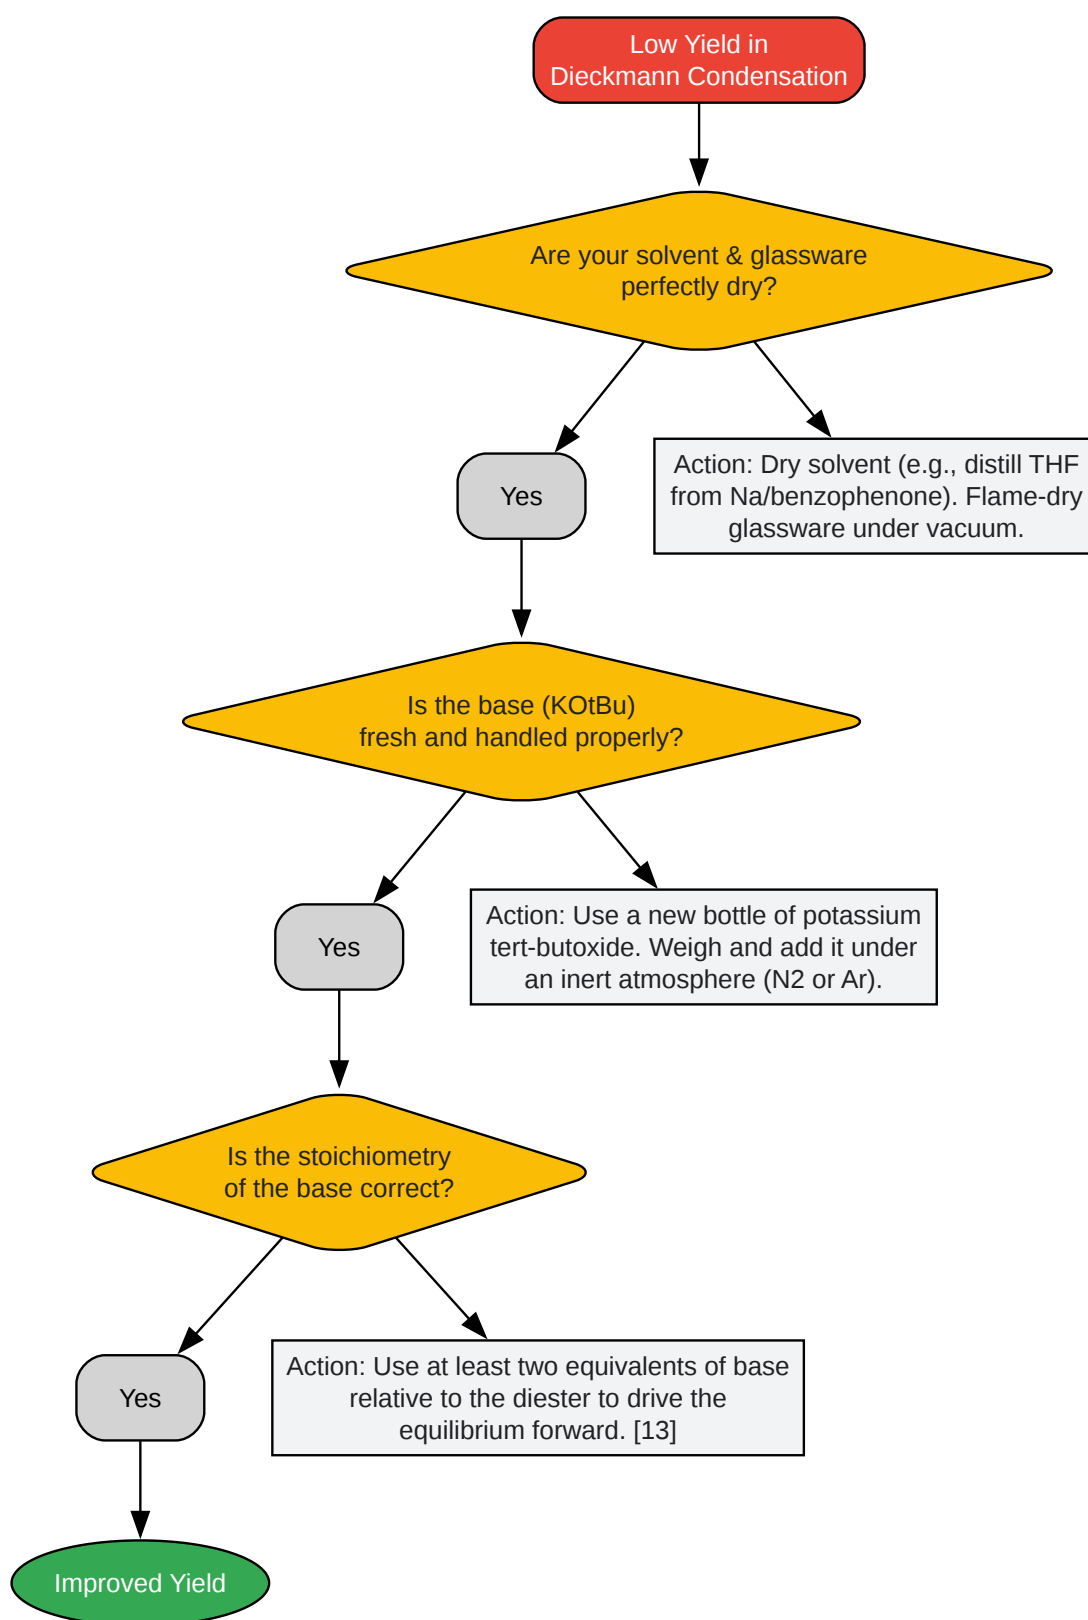 Low Yield in
Dieckmann Condensation
Are your solvent & glassware
perfectly dry?
Yes
Action: Dry solvent (e.g., distill THF
from Na/benzophenone). Flame-dry
glassware under vacuum.
Is the base (KOtBu)
fresh and handled properly?
Yes
Action: Use a new bottle of potassium
tert-butoxide. Weigh and add it under
an inert atmosphere (N2 or Ar).
Is the stoichiometry
of the base correct?
Yes
Action: Use at least two equivalents of base
relative to the diester to drive the
equilibrium forward. [13]
Improved Yield